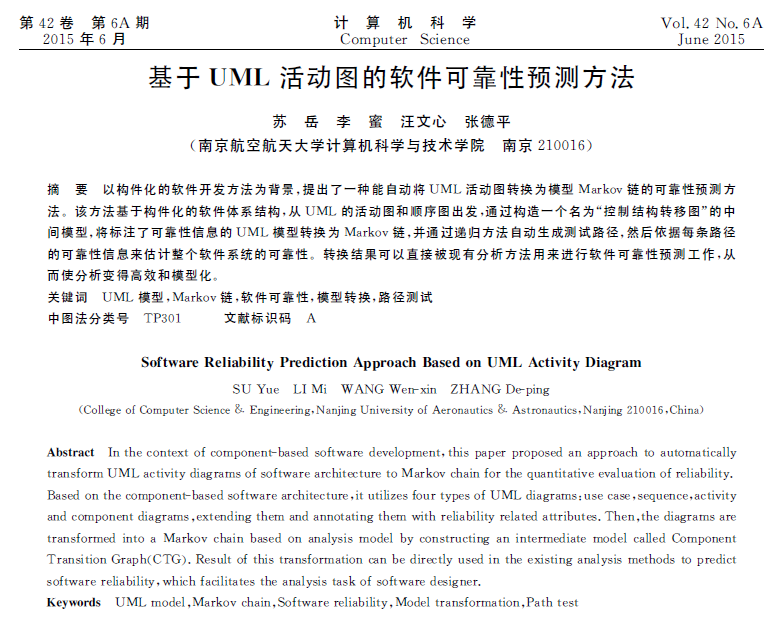 第 42 卷 第 6A 期 计 算 机 科 学 Vol. 42 No. 6A
2015 年 6 月 Computer Science June 2015
基于 UML 活动图的软件可靠性预测方法
苏 岳 李 蜜 汪文心 张德平
(南京航空航天大学计算机科学与技术学院 南京 210016)
摘 要 以构件化的软件开发方法为背景,提出了一种能自动将 UML 活动图转换为模型 Markov 链的可靠性预测方
法。该方法基于构件化的软件体系结构,从 UML 的活动图和顺序图出发,通过构造一个名为“控制结构转移图”的中
间模型,将标注了可靠性信息的 UML 模型转换为 Markov 链,并通过递归方法自动生成测试路径,然后依据每条路径
的可靠性信息来估计整个软件系统的可靠性。转换结果可以直接被现有分析方法用来进行软件可靠性预测工作,从
而使分析变得高效和模型化。
关键词 UML 模型,Markov 链,软件可靠性,模型转换,路径测试
中图法分类号 TP301 文献标识码 A
Software Reliability Prediction Approach Based on UML Activity Diagram
SU Yue LI Mi WANG Wen-xin ZHANG De-ping
(College of Computer Science & Engineering,Nanjing University of Aeronautics & Astronautics,Nanjing 210016,China)
Abstract In the context of component-based software development,this paper proposed an approach to automatically
transform UML activity diagrams of software architecture to Markov chain for the quantitative evaluation of reliability.
Based on the component-based software architecture,it utilizes four types of UML diagrams:use case,sequence,activity
and component diagrams,extending them and annotating them with reliability related attributes. Then,the diagrams are
transformed into a Markov chain based on analysis model by constructing an intermediate model called Component
Transition Graph(CTG). Result of this transformation can be directly used in the existing analysis methods to predict
software reliability,which facilitates the analysis task of software designer.
Keywords UML model,Markov chain,Software reliability,Model transformation,Path test